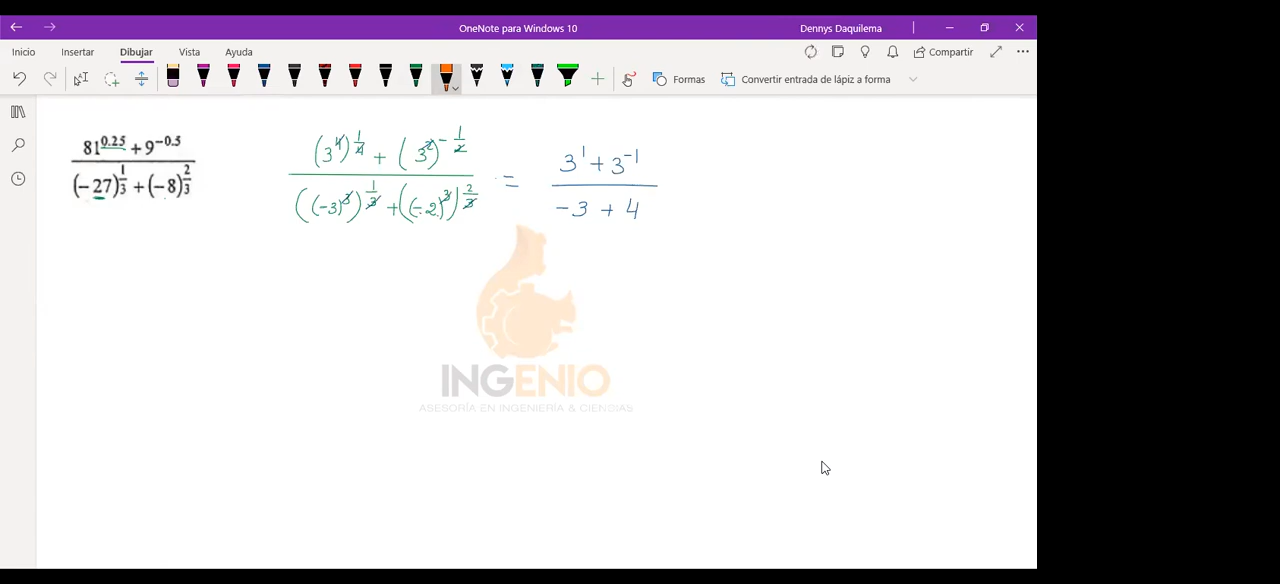 OneNote para Windows 10
Dennys Daquilema
Inicio Insertar Dibujar Vista Ayuda
Compartir
Formas
Convertir entrada de lápiz a forma
81^0.25 + 9^-0.5
(-27)^1/3 + (-8)^2/3
(3^4)^1/4 + (3^2)^-1/2
((-3)^3)^1/3 + ((-2)^3)^2/3
=
3^1 + 3^-1
-3 + 4
INGENIO
ASESORÍA EN INGENIERÍA & CIENCIAS